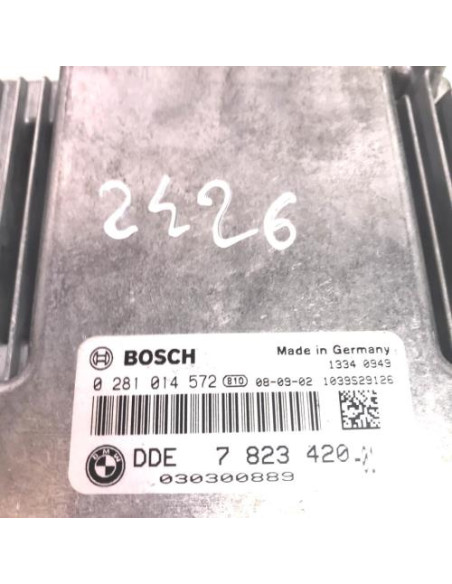 2426
BOSCH
Made in Germany
1334 0949
0 281 014 572 810 08-09-02 1039S29126
BMW DDE 7 823 420
030300889